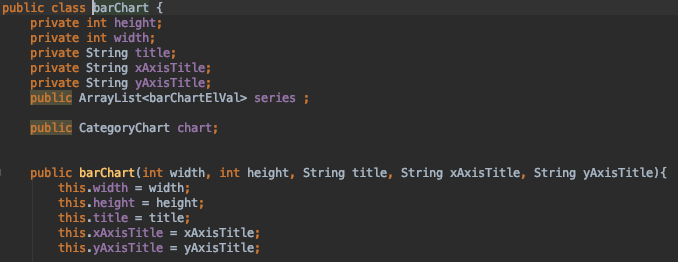 public class barChart {
private int height;
private int width;
private String title;
private String xAxisTitle;
private String yAxisTitle;
public ArrayList<barChartElVal> series ;
public CategoryChart chart;
public barChart(int width, int height, String title, String xAxisTitle, String yAxisTitle){
this.width = width;
this.height = height;
this.title = title;
this.xAxisTitle = xAxisTitle;
this.yAxisTitle = yAxisTitle;